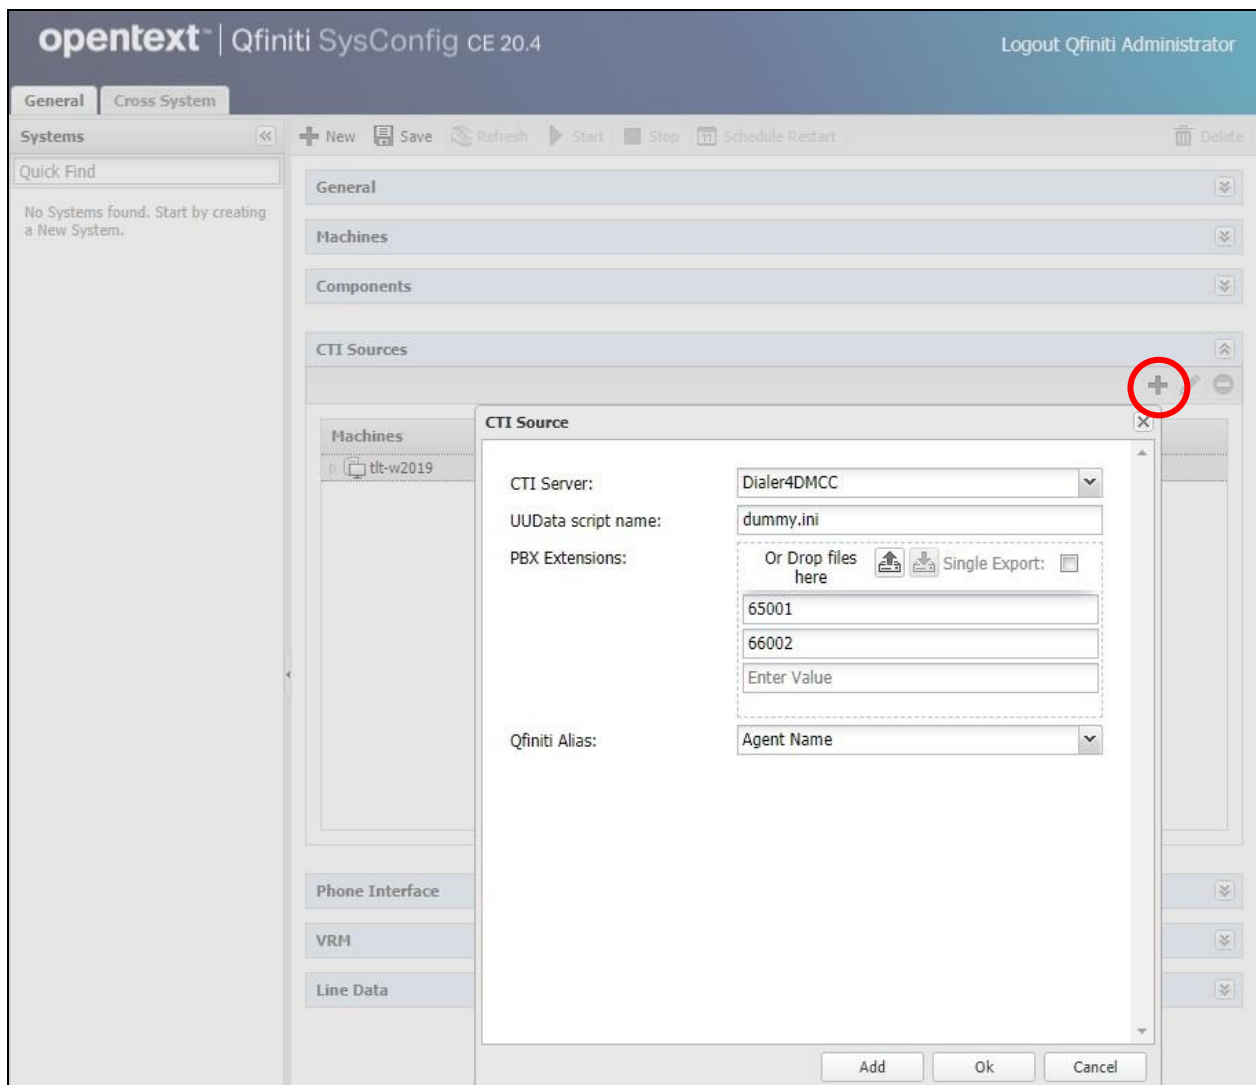 opentext™ | Qfiniti SysConfig CE 20.4
Logout Qfiniti Administrator
General
Cross System
Systems
New
Save
Refresh
Start
Stop
11
Schedule Restart
Delete
Quick Find
No Systems found. Start by creating
a New System.
General
Machines
Components
CTI Sources
Machines
tlt-w2019
CTI Source
CTI Server:
Dialer4DMCC
UUData script name:
dummy.ini
PBX Extensions:
Or Drop files
here
Single Export:
65001
66002
Enter Value
Qfiniti Alias:
Agent Name
Phone Interface
VRM
Line Data
Add
Ok
Cancel